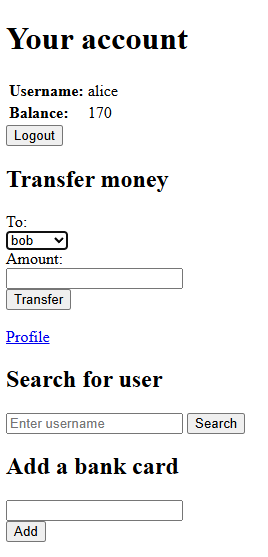 Your account
Username: alice
Balance: 170
Logout
Transfer money
To:
bob
Amount:
Transfer
Profile
Search for user
Enter username Search
Add a bank card
Add